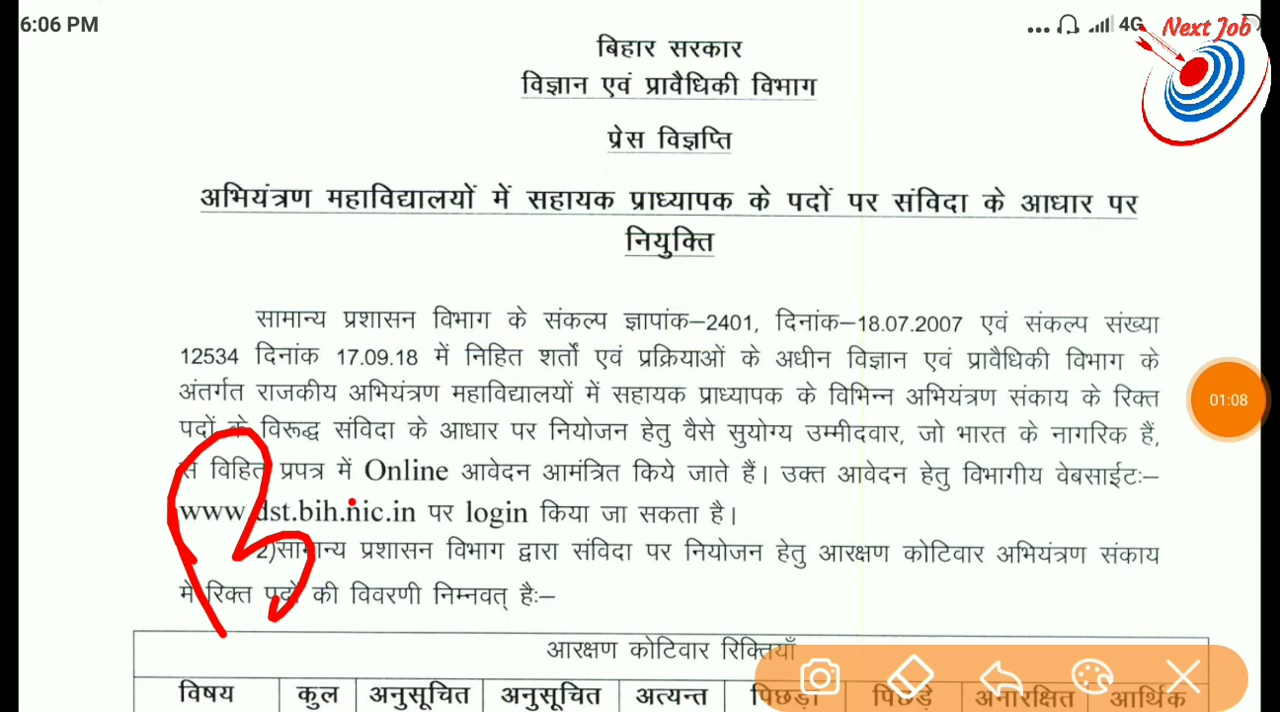 6:06 PM
4G
Next Job
बिहार सरकार
विज्ञान एवं प्रावैधिकी विभाग
प्रेस विज्ञप्ति
अभियंत्रण महाविद्यालयों में सहायक प्राध्यापक के पदों पर संविदा के आधार पर
नियुक्ति
सामान्य प्रशासन विभाग के संकल्प ज्ञापांक–2401, दिनांक–18.07.2007 एवं संकल्प संख्या
12534 दिनांक 17.09.18 में निहित शर्तों एवं प्रक्रियाओं के अधीन विज्ञान एवं प्रावैधिकी विभाग के
अंतर्गत राजकीय अभियंत्रण महाविद्यालयों में सहायक प्राध्यापक के विभिन्न अभियंत्रण संकाय के रिक्त
01:08
पदों के विरूद्ध संविदा के आधार पर नियोजन हेतु वैसे सुयोग्य उम्मीदवार, जो भारत के नागरिक हैं,
से विहित प्रपत्र में Online आवेदन आमंत्रित किये जाते हैं। उक्त आवेदन हेतु विभागीय वेबसाईटः–
www.dst.bih.nic.in पर login किया जा सकता है।
2)सामान्य प्रशासन विभाग द्वारा संविदा पर नियोजन हेतु आरक्षण कोटिवार अभियंत्रण संकाय
में रिक्त पदों की विवरणी निम्नवत् हैः–
आरक्षण कोटिवार रिक्तियाँ
विषय कुल अनुसूचित अनुसूचित अत्यन्त पिछड़ा पिछड़े अनारक्षित आर्थिक